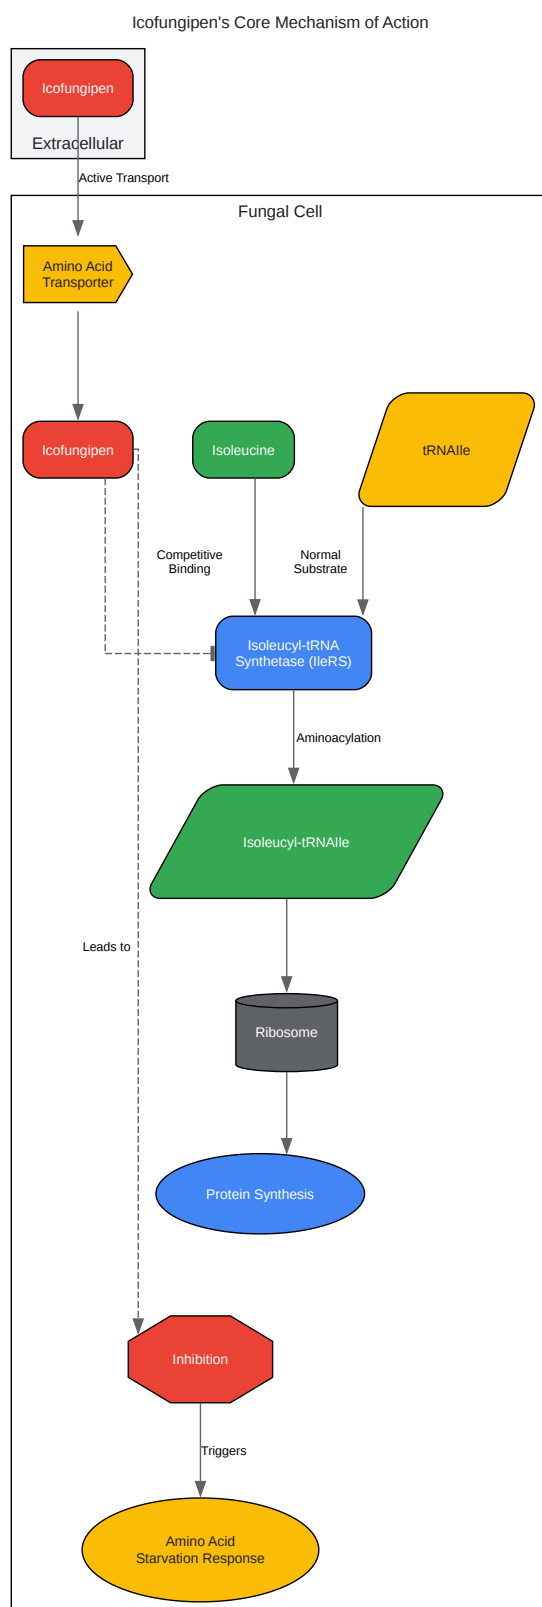 Icofungipen's Core Mechanism of Action
Icofungipen
Extracellular
Active Transport
Fungal Cell
Amino Acid
Transporter
Icofungipen
Isoleucine
tRNAIle
Competitive
Binding
Normal
Substrate
Isoleucyl-tRNA
Synthetase (IleRS)
Aminoacylation
Isoleucyl-tRNAIle
Leads to
Ribosome
Protein Synthesis
Inhibition
Triggers
Amino Acid
Starvation Response